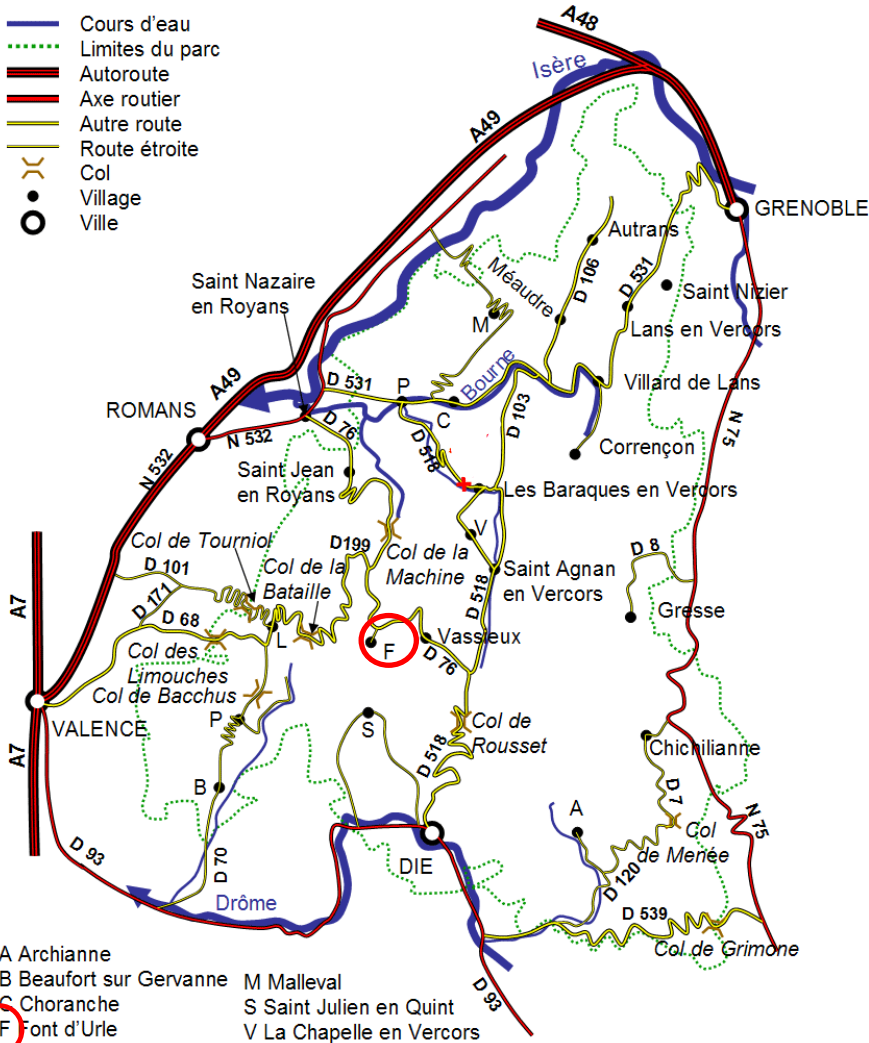 Cours d'eau
Limites du parc
Autoroute
Axe routier
Autre route
Route étroite
Col
Village
Ville
A48
Isère
A49
GRENOBLE
Autrans
Saint Nazaire
en Royans
Méaudre
D 106
D 531
Saint Nizier
M
Lans en Vercors
A49
D 531
P
Bourne
Villard de Lans
ROMANS
C
D 103
N 75
N 532
D 76
D 518
Corrençon
N 532
Saint Jean
en Royans
Les Baraques en Vercors
Col de Tourniol
D199
Col de la
Machine
V
D 8
Col de la
Bataille
D 101
Saint Agnan
en Vercors
A7
D 171
D 518
Gresse
D 68
L
F
Vassieux
D 76
Col des
Limouches
Col de Bacchus
VALENCE
P
S
Col de
Rousset
Chichilianne
A7
D 518
D 7
B
A
Col
de Menée
N 75
D 93
D 70
DIE
D 120
Drôme
D 539
Col de Grimone
A Archianne
B Beaufort sur Gervanne
C Choranche
F Font d'Urle
M Malleval
S Saint Julien en Quint
V La Chapelle en Vercors
D 93